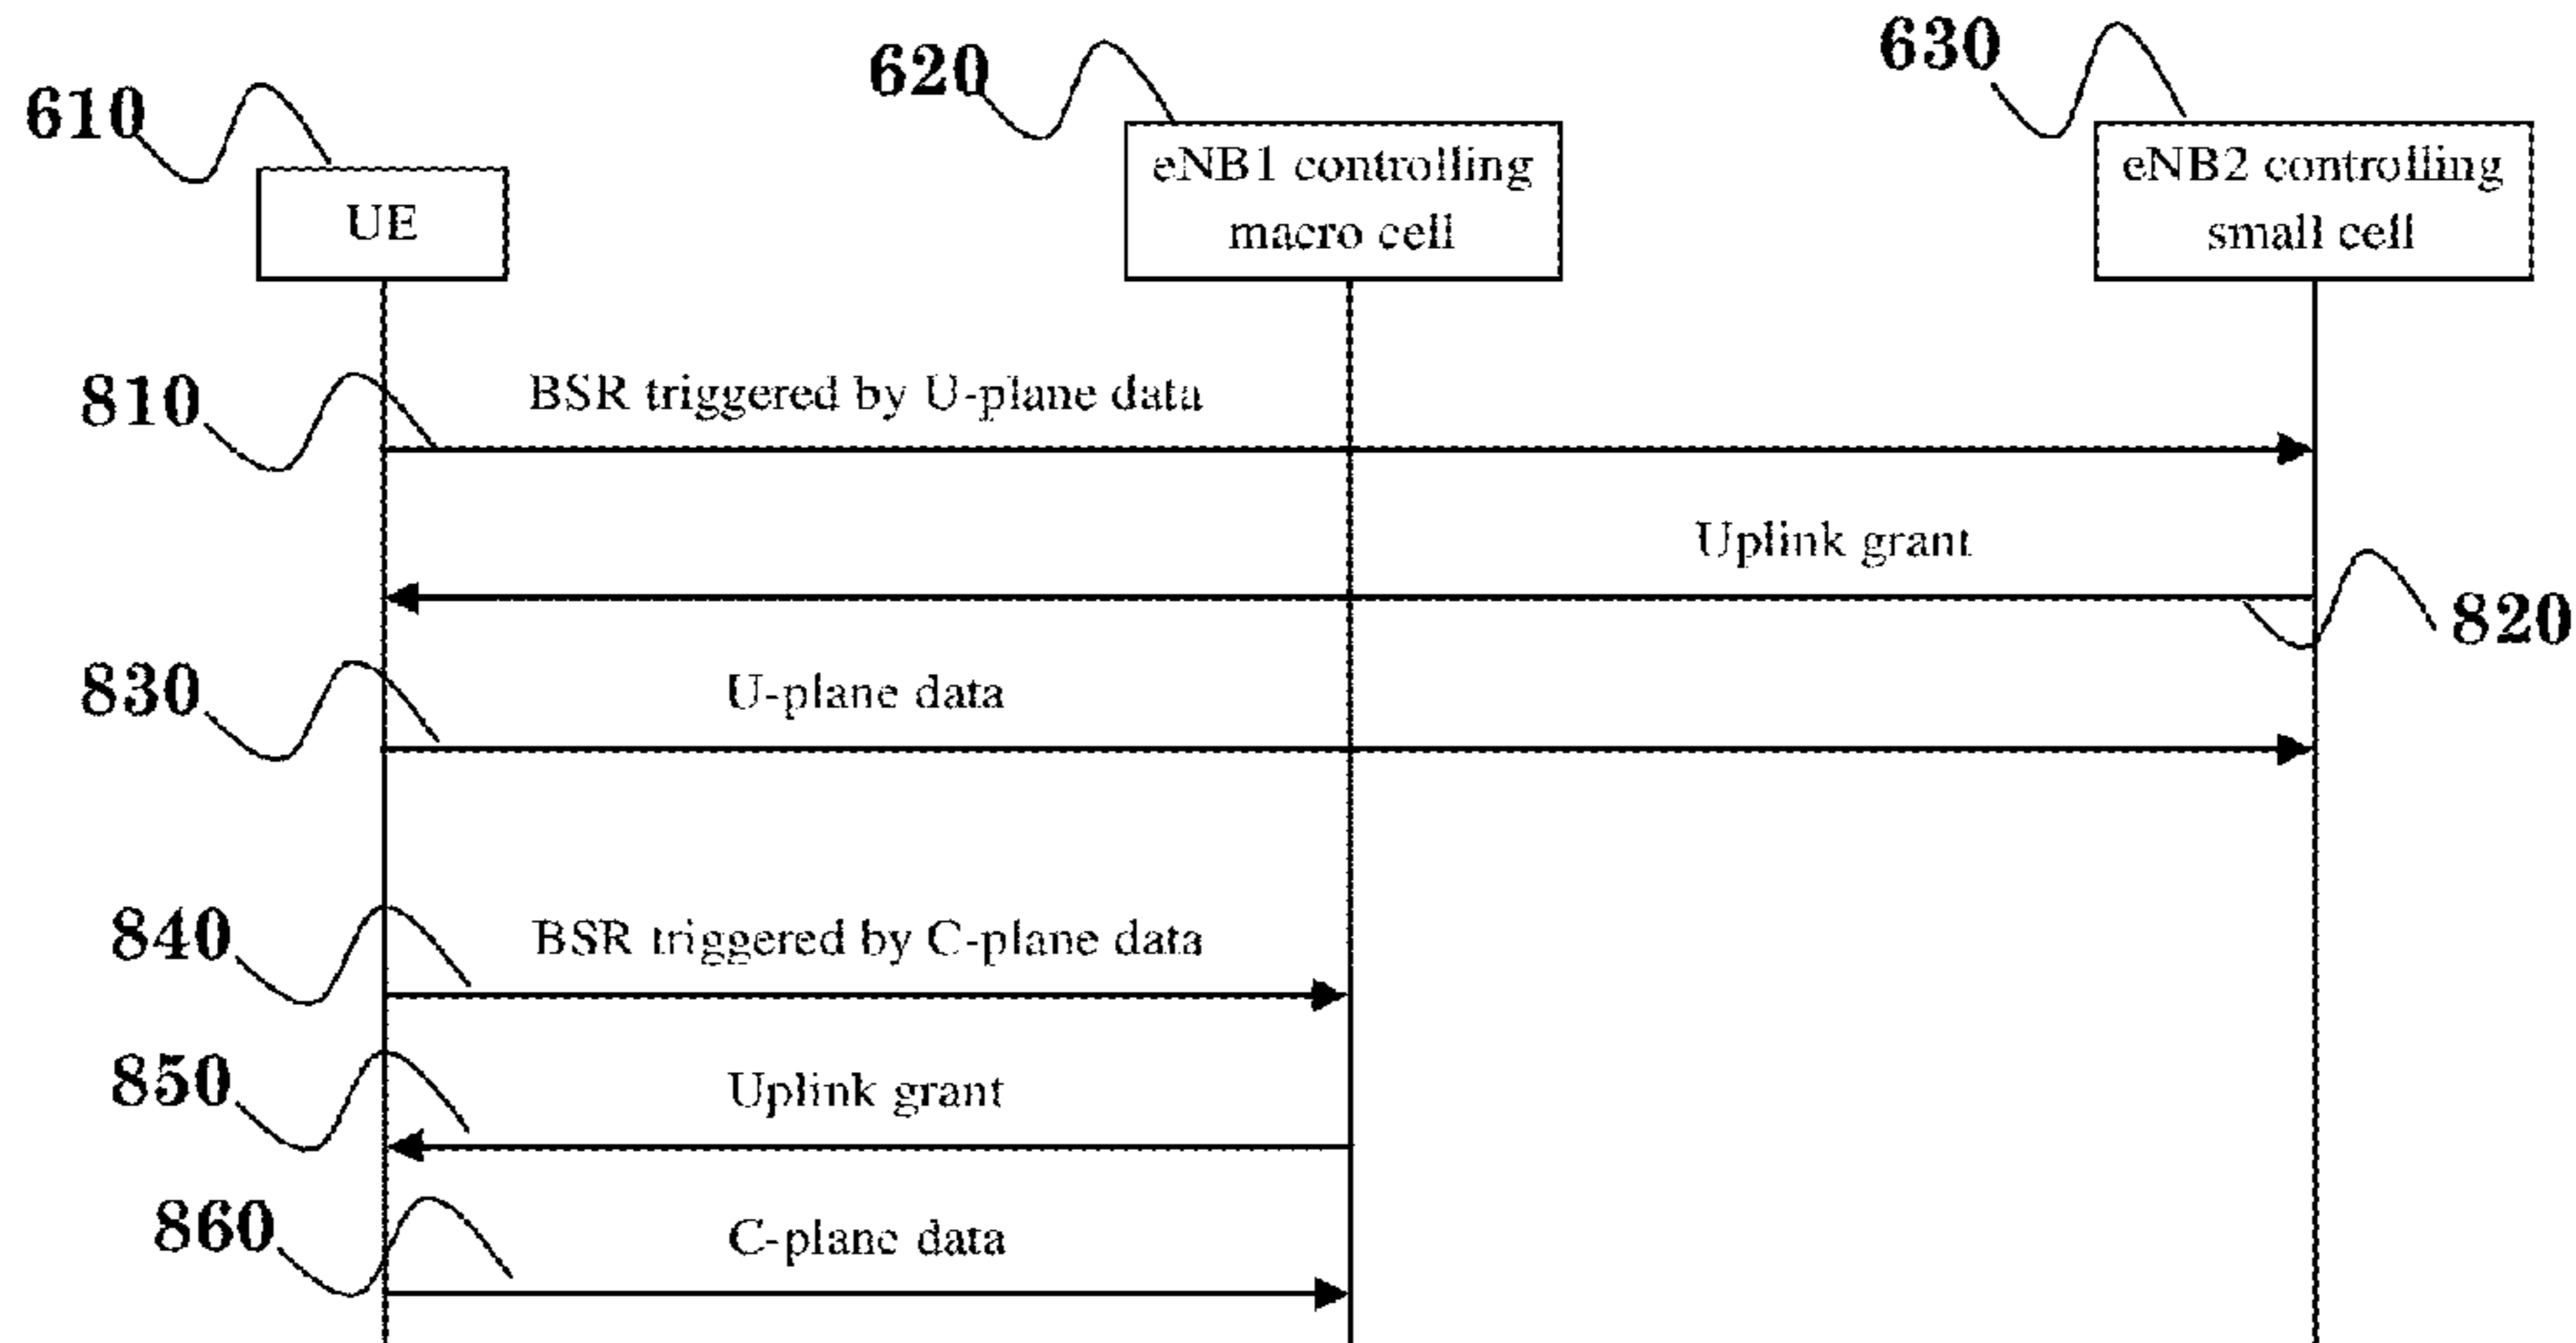 630
620
610
eNB1 controlling
macro cell
eNB2 controlling
small cell
UE
810
BSR triggered by U-plane data
Uplink grant
820
830
U-plane data
840
BSR triggered by C-plane data
850
Uplink grant
860
C-plane data